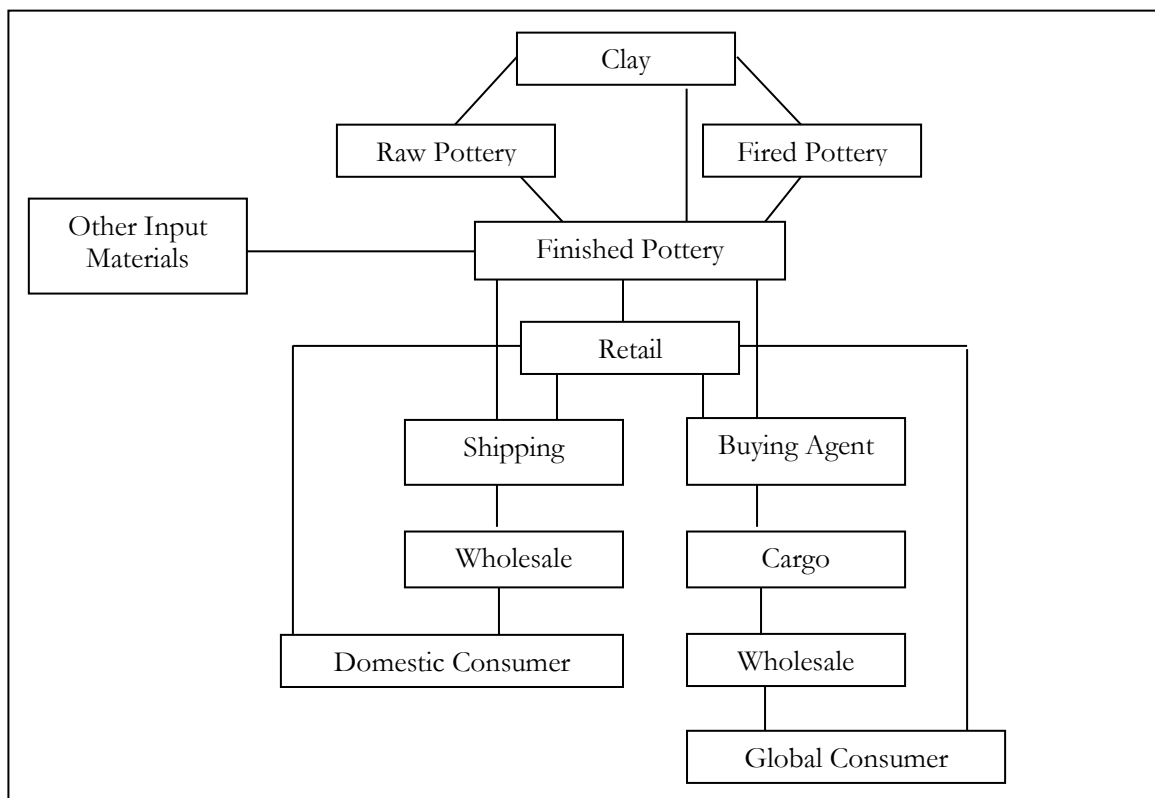 Clay
Raw Pottery
Fired Pottery
Other Input
Materials
Finished Pottery
Retail
Shipping
Buying Agent
Wholesale
Cargo
Domestic Consumer
Wholesale
Global Consumer